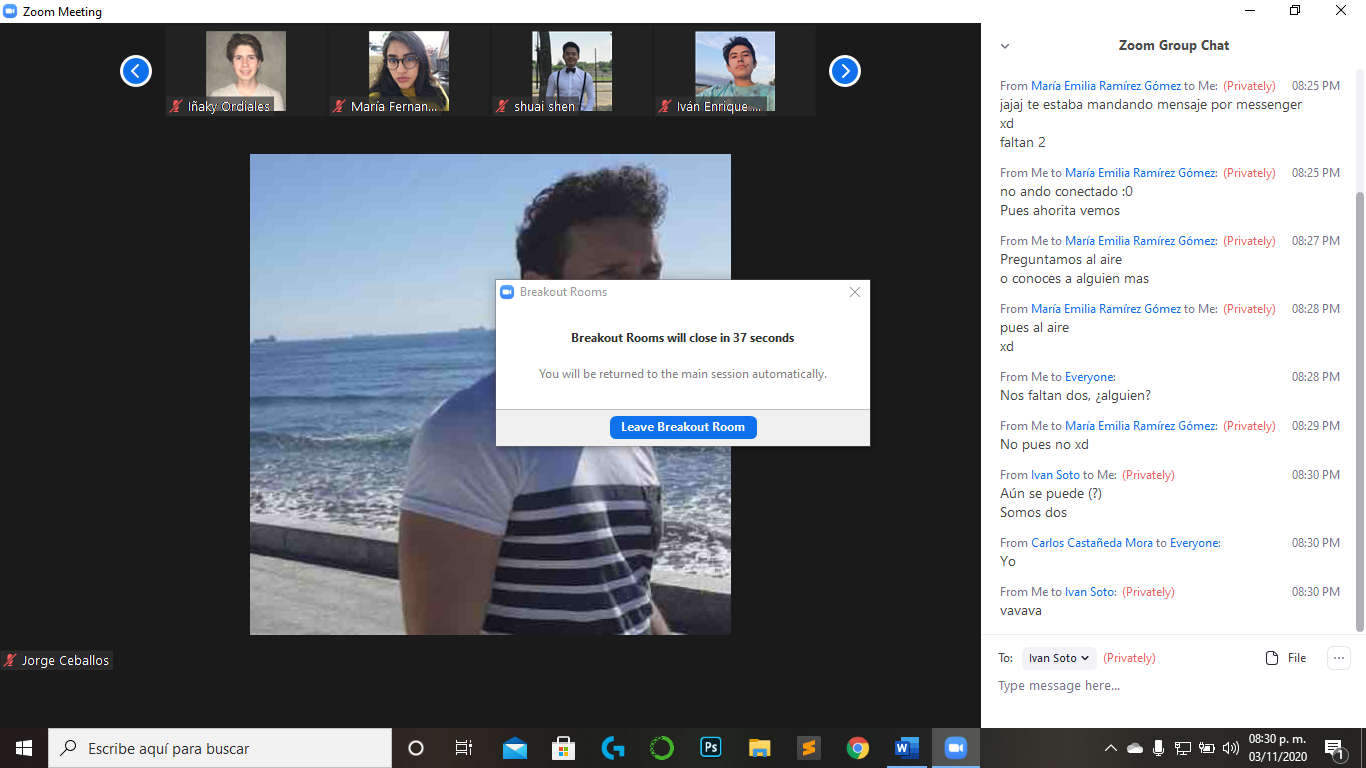 Zoom Meeting
Iñaky Ordiales
María Fernan...
shuai shen
Iván Enrique ...
Jorge Ceballos
Breakout Rooms
Breakout Rooms will close in 37 seconds
You will be returned to the main session automatically.
Leave Breakout Room
Zoom Group Chat
From María Emilia Ramírez Gómez to Me: (Privately) 08:25 PM
jajaj te estaba mandando mensaje por messenger
xd
faltan 2
From Me to María Emilia Ramírez Gómez: (Privately) 08:25 PM
no ando conectado :0
Pues ahorita vemos
From Me to María Emilia Ramírez Gómez: (Privately) 08:27 PM
Preguntamos al aire
o conoces a alguien mas
From María Emilia Ramírez Gómez to Me: (Privately) 08:28 PM
pues al aire
xd
From Me to Everyone: 08:28 PM
Nos faltan dos, ¿alguien?
From Me to María Emilia Ramírez Gómez: (Privately) 08:29 PM
No pues no xd
From Ivan Soto to Me: (Privately) 08:30 PM
Aún se puede (?)
Somos dos
From Carlos Castañeda Mora to Everyone: 08:30 PM
Yo
From Me to Ivan Soto: (Privately) 08:30 PM
vavava
To: Ivan Soto (Privately) File
Type message here...
Escribe aquí para buscar
Ps
W
08:30 p. m.
03/11/2020
1